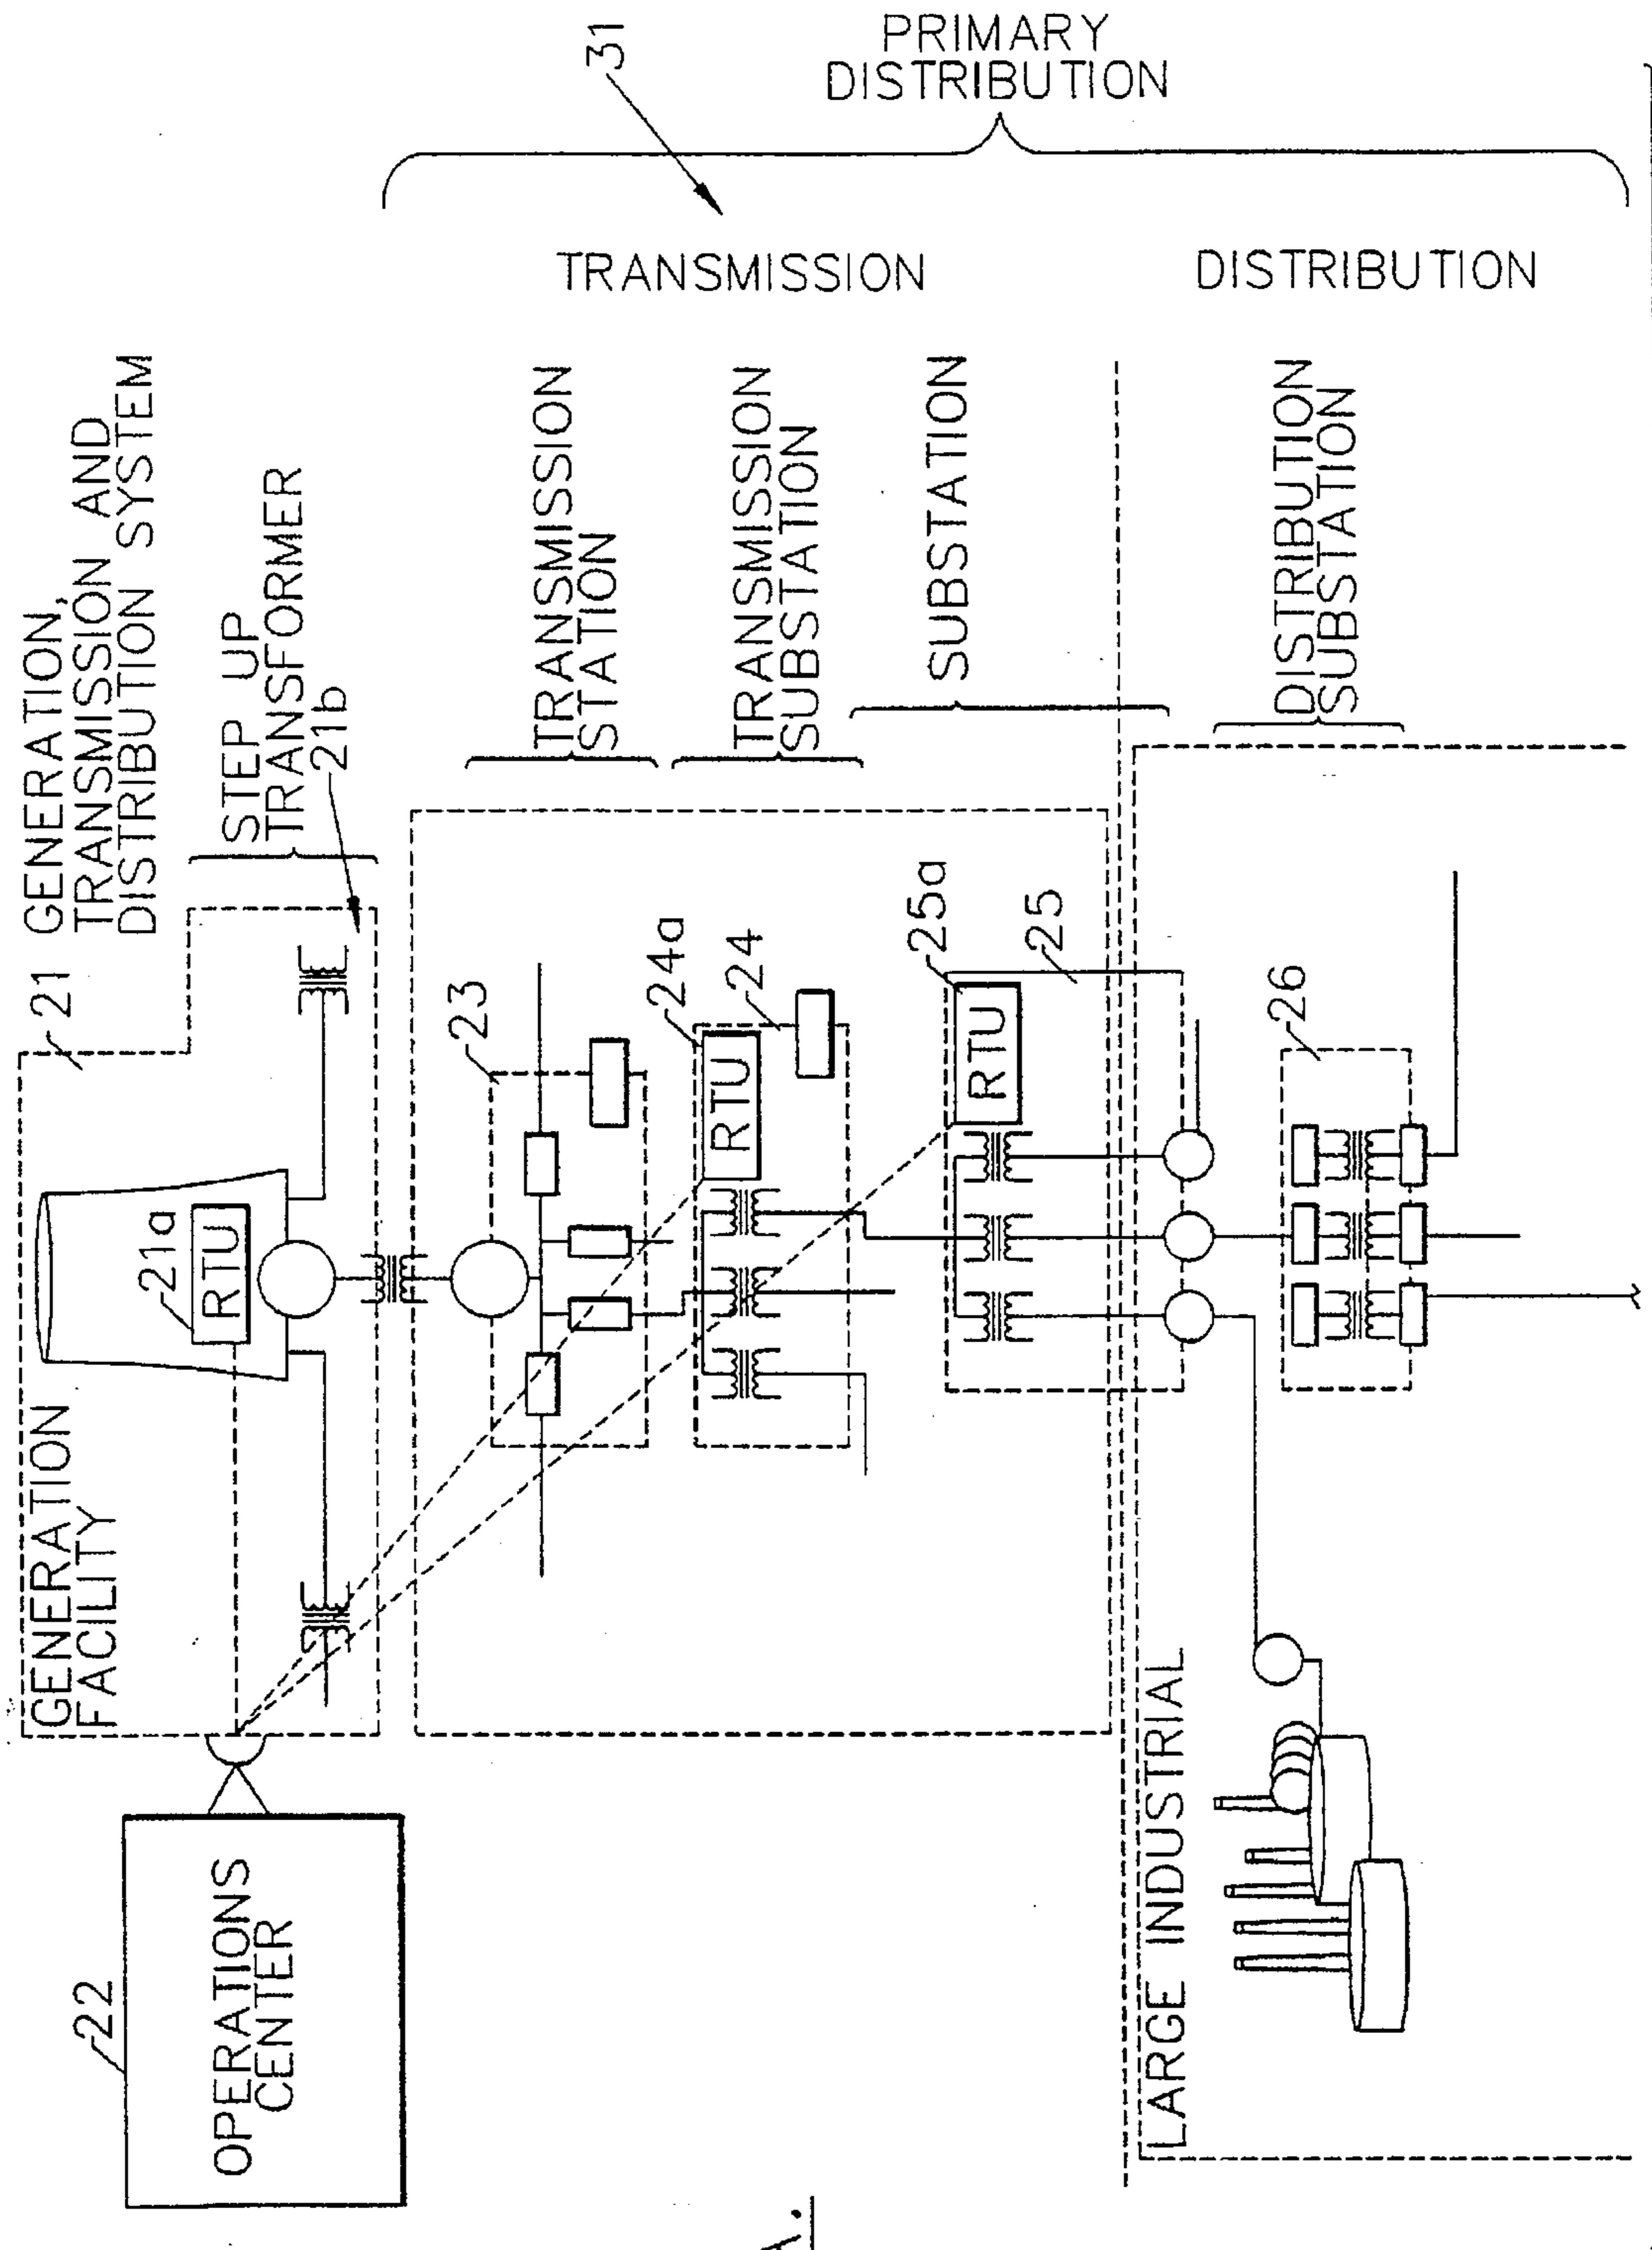 22
OPERATIONS
CENTER
GENERATION
FACILITY
21a
RTU
21
GENERATION,
TRANSMISSION AND
DISTRIBUTION SYSTEM
STEP UP
TRANSFORMER
21b
23
TRANSMISSION
STATION
24a
RTU
24
TRANSMISSION
SUBSTATION
25a
RTU
25
SUBSTATION
TRANSMISSION
31
PRIMARY
DISTRIBUTION
DISTRIBUTION
LARGE INDUSTRIAL
26
DISTRIBUTION
SUBSTATION
A.